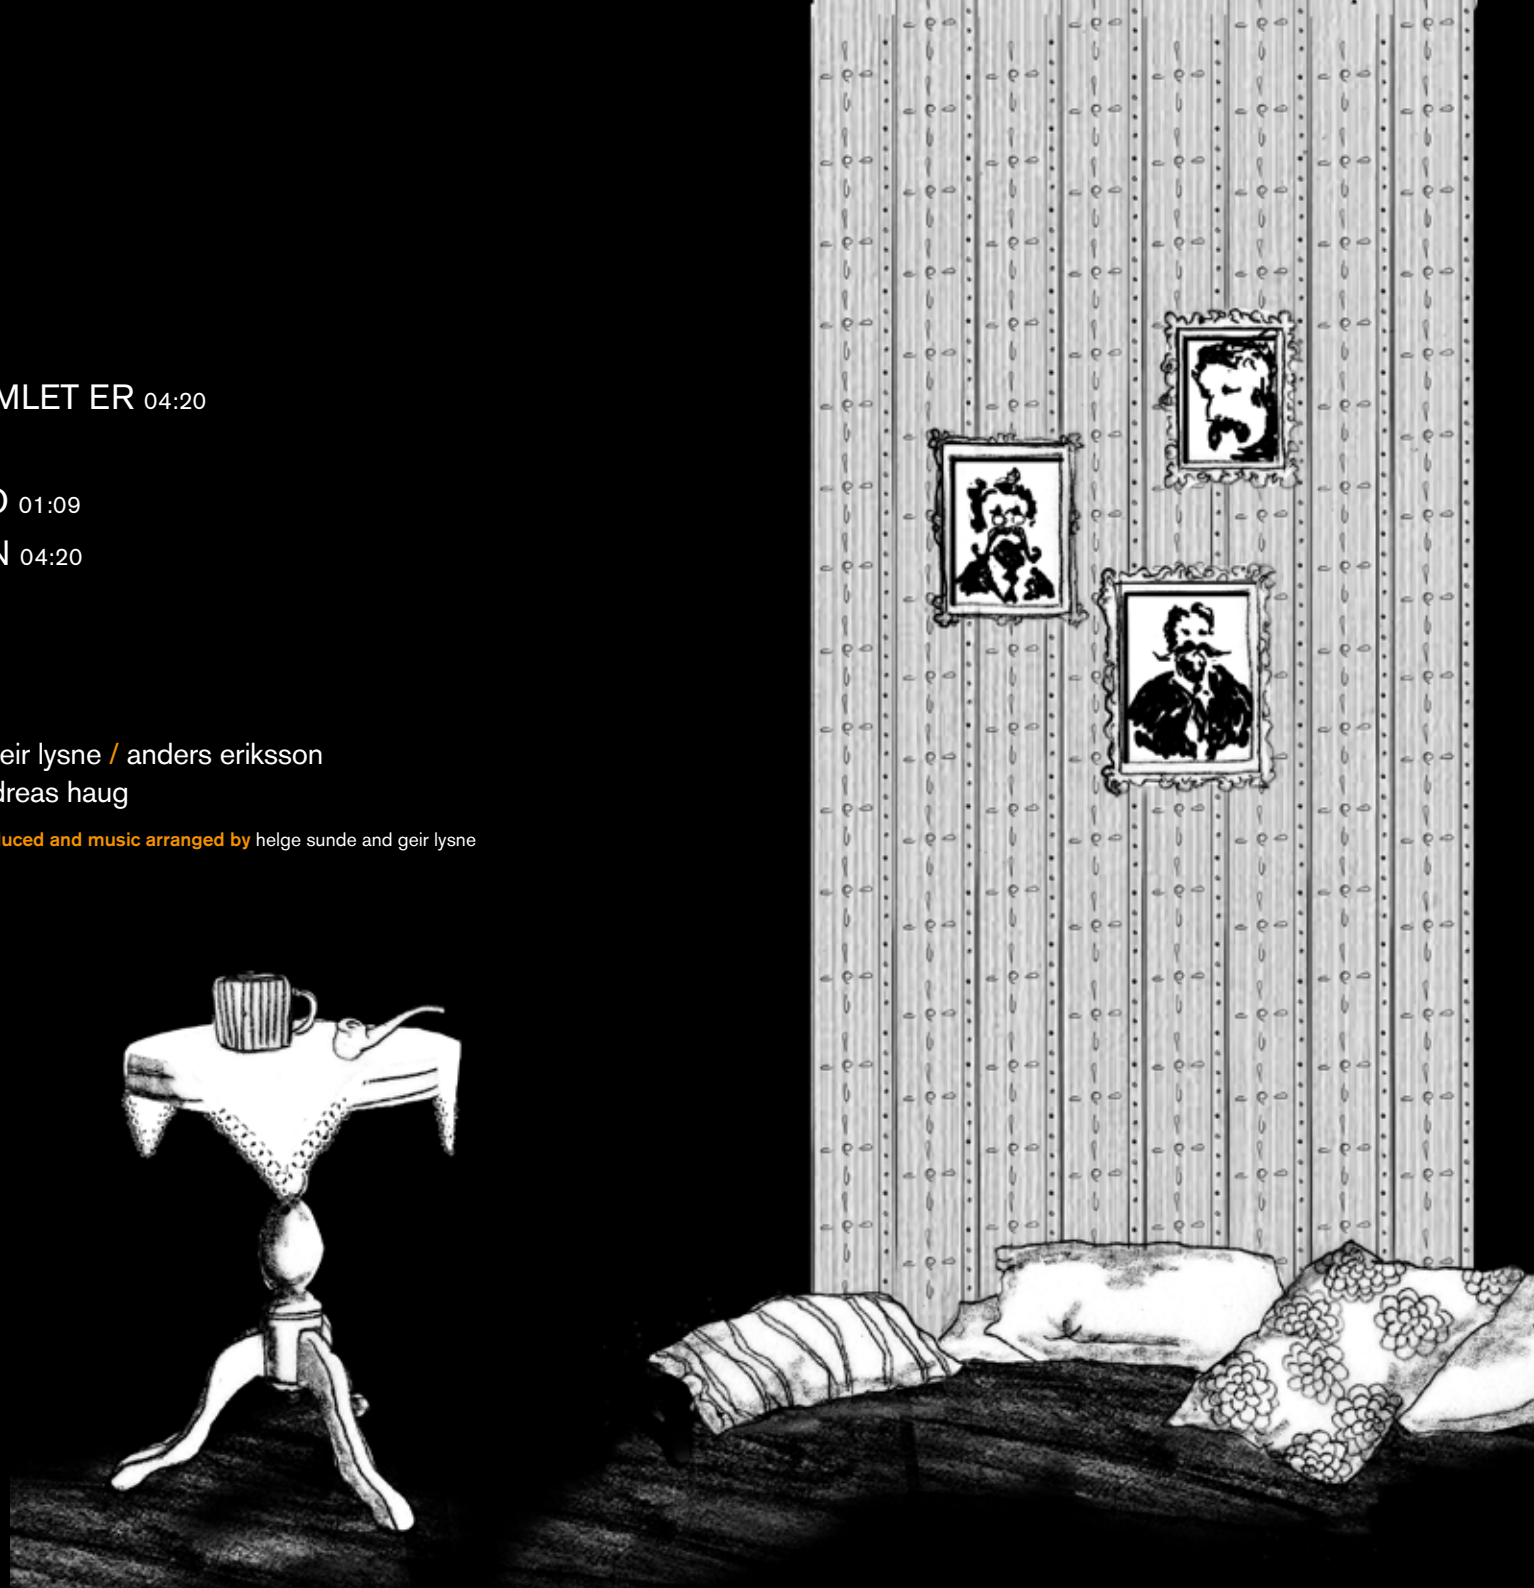 MLET ER 04:20
O 01:09
N 04:20
eir lysne / anders eriksson
dreas haug
duced and music arranged by helge sunde and geir lysne